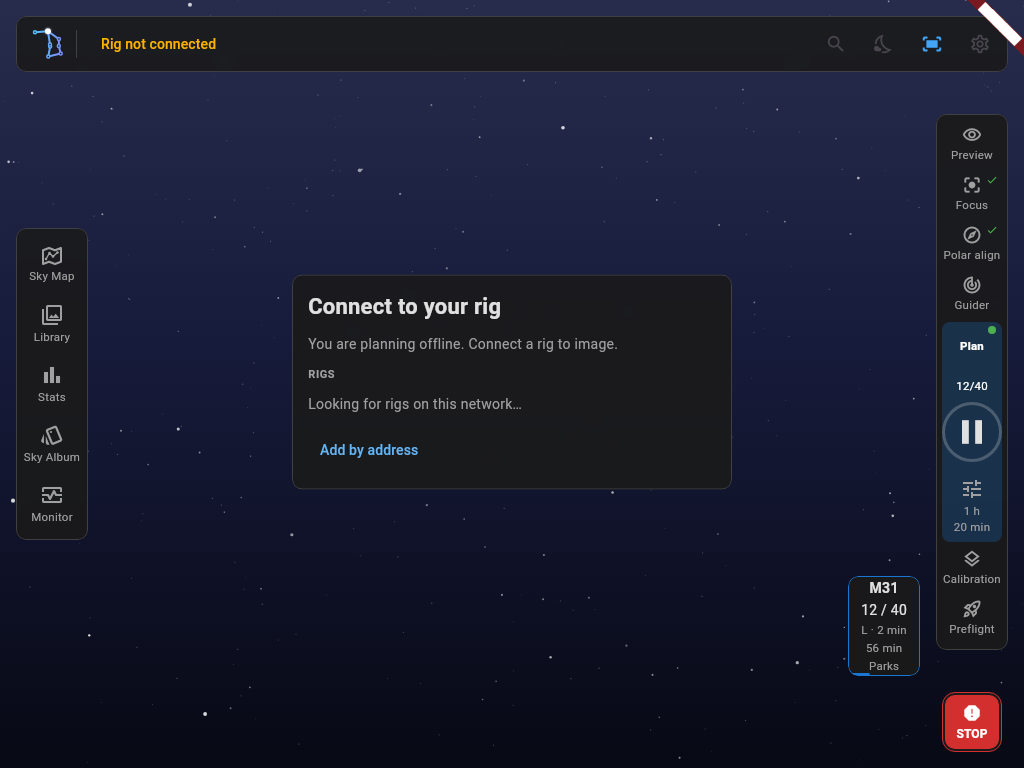 Rig not connected
Preview
Focus
Polar align
Guider
Plan
12/40
1 h
20 min
Calibration
Preflight
Sky Map
Library
Stats
Sky Album
Monitor
Connect to your rig
You are planning offline. Connect a rig to image.
RIGS
Looking for rigs on this network…
Add by address
M31
12 / 40
L · 2 min
56 min
Parks
STOP